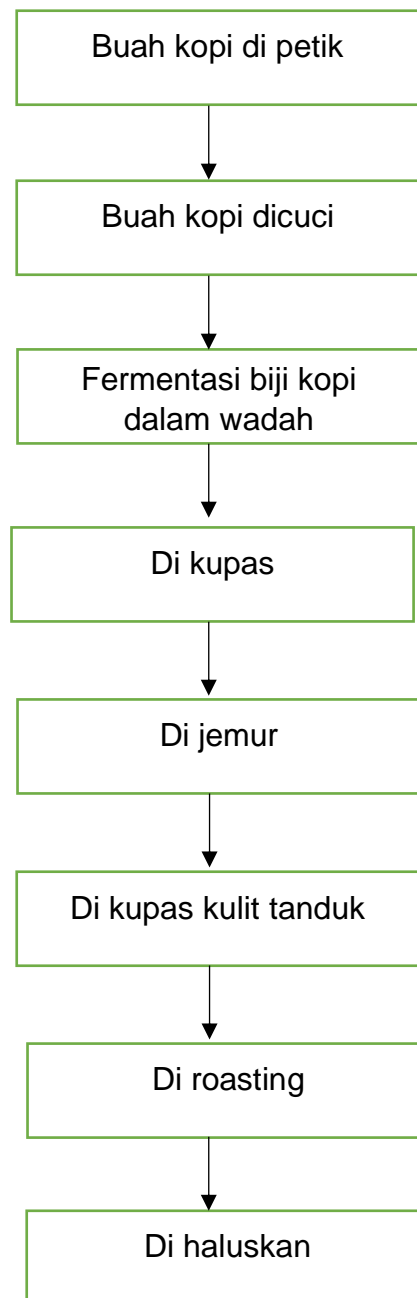 Buah kopi di petik
Buah kopi dicuci
Fermentasi biji kopi
dalam wadah
Di kupas
Di jemur
Di kupas kulit tanduk
Di roasting
Di haluskan